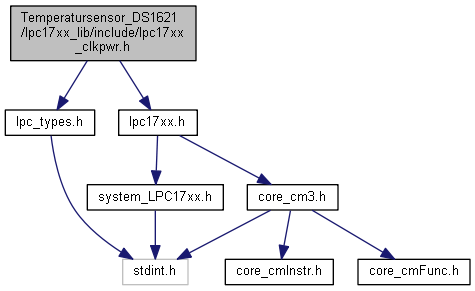 Temperatursensor_DS1621
/lpc17xx_lib/include/lpc17xx
_clkpwr.h
lpc_types.h
lpc17xx.h
system_LPC17xx.h
core_cm3.h
stdint.h
core_cmInstr.h
core_cmFunc.h